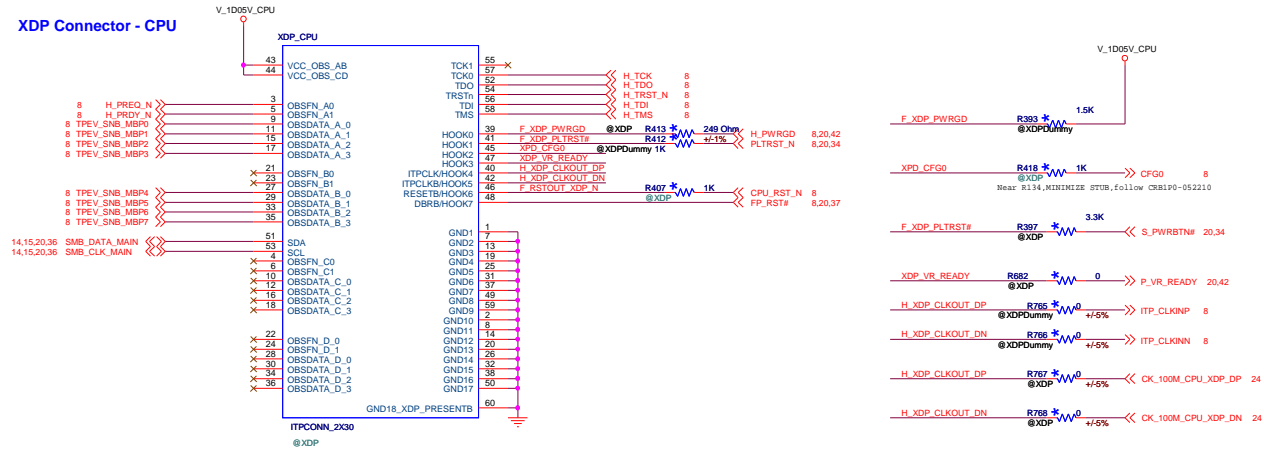 XDP Connector - CPU
V_1D05V_CPU
XDP_CPU
43 VCC_OBS_AB
44 VCC_OBS_CD
8 H_PREQ_N 3 OBSFN_A0
8 H_PRDY_N 5 OBSFN_A1
8 TPEV_SNB_MBP0 9 OBSDATA_A_0
8 TPEV_SNB_MBP1 11 OBSDATA_A_1
8 TPEV_SNB_MBP2 15 OBSDATA_A_2
8 TPEV_SNB_MBP3 17 OBSDATA_A_3
21 OBSFN_B0
23 OBSFN_B1
8 TPEV_SNB_MBP4 27 OBSDATA_B_0
8 TPEV_SNB_MBP5 29 OBSDATA_B_1
8 TPEV_SNB_MBP6 33 OBSDATA_B_2
8 TPEV_SNB_MBP7 35 OBSDATA_B_3
14,15,20,36 SMB_DATA_MAIN 51 SDA
14,15,20,36 SMB_CLK_MAIN 53 SCL
4 OBSFN_C0
6 OBSFN_C1
10 OBSDATA_C_0
12 OBSDATA_C_1
16 OBSDATA_C_2
18 OBSDATA_C_3
22 OBSFN_D_0
24 OBSFN_D_1
28 OBSDATA_D_0
30 OBSDATA_D_1
34 OBSDATA_D_2
36 OBSDATA_D_3
TCK1 55
TCK0 57 H_TCK 8
TDO 52 H_TDO 8
TRSTn 54 H_TRST_N 8
TDI 56 H_TDI 8
TMS 58 H_TMS 8
HOOK0 39 F_XDP_PWRGD @XDP R413 * 249 Ohm H_PWRGD 8,20,42
HOOK1 41 F_XDP_PLTRST# R412 * +/-1% PLTRST_N 8,20,34
HOOK2 45 XPD_CFG0 @XDPDummy 1K
HOOK3 47 XDP_VR_READY
ITPCLK/HOOK4 40 H_XDP_CLKOUT_DP
ITPCLKB/HOOK5 42 H_XDP_CLKOUT_DN
RESETB/HOOK6 46 F_RSTOUT_XDP_N R407 * 1K CPU_RST_N 8
@XDP
DBRB/HOOK7 48 FP_RST# 8,20,37
GND1 1
GND2 7
GND3 13
GND4 19
GND5 25
GND6 31
GND7 37
GND8 49
GND9 59
GND10 2
GND11 8
GND12 14
GND13 20
GND14 26
GND15 32
GND16 38
GND17 50
GND18_XDP_PRESENTB 60
ITPCONN_2X30
@XDP
V_1D05V_CPU
1.5K
F_XDP_PWRGD R393 *
@XDPDummy
XPD_CFG0 R418 * 1K CFG0 8
@XDP
Near R134,MINIMIZE STUB,follow CRB1P0-052210
3.3K
F_XDP_PLTRST# R397 * S_PWRBTN# 20,34
@XDP
XDP_VR_READY R682 * 0 P_VR_READY 20,42
@XDP
H_XDP_CLKOUT_DP R765 * 0 ITP_CLKINP 8
@XDPDummy +/-5%
H_XDP_CLKOUT_DN R766 * 0 ITP_CLKINN 8
@XDPDummy +/-5%
H_XDP_CLKOUT_DP R767 * 0 CK_100M_CPU_XDP_DP 24
@XDP +/-5%
H_XDP_CLKOUT_DN R768 * 0 CK_100M_CPU_XDP_DN 24
@XDP +/-5%